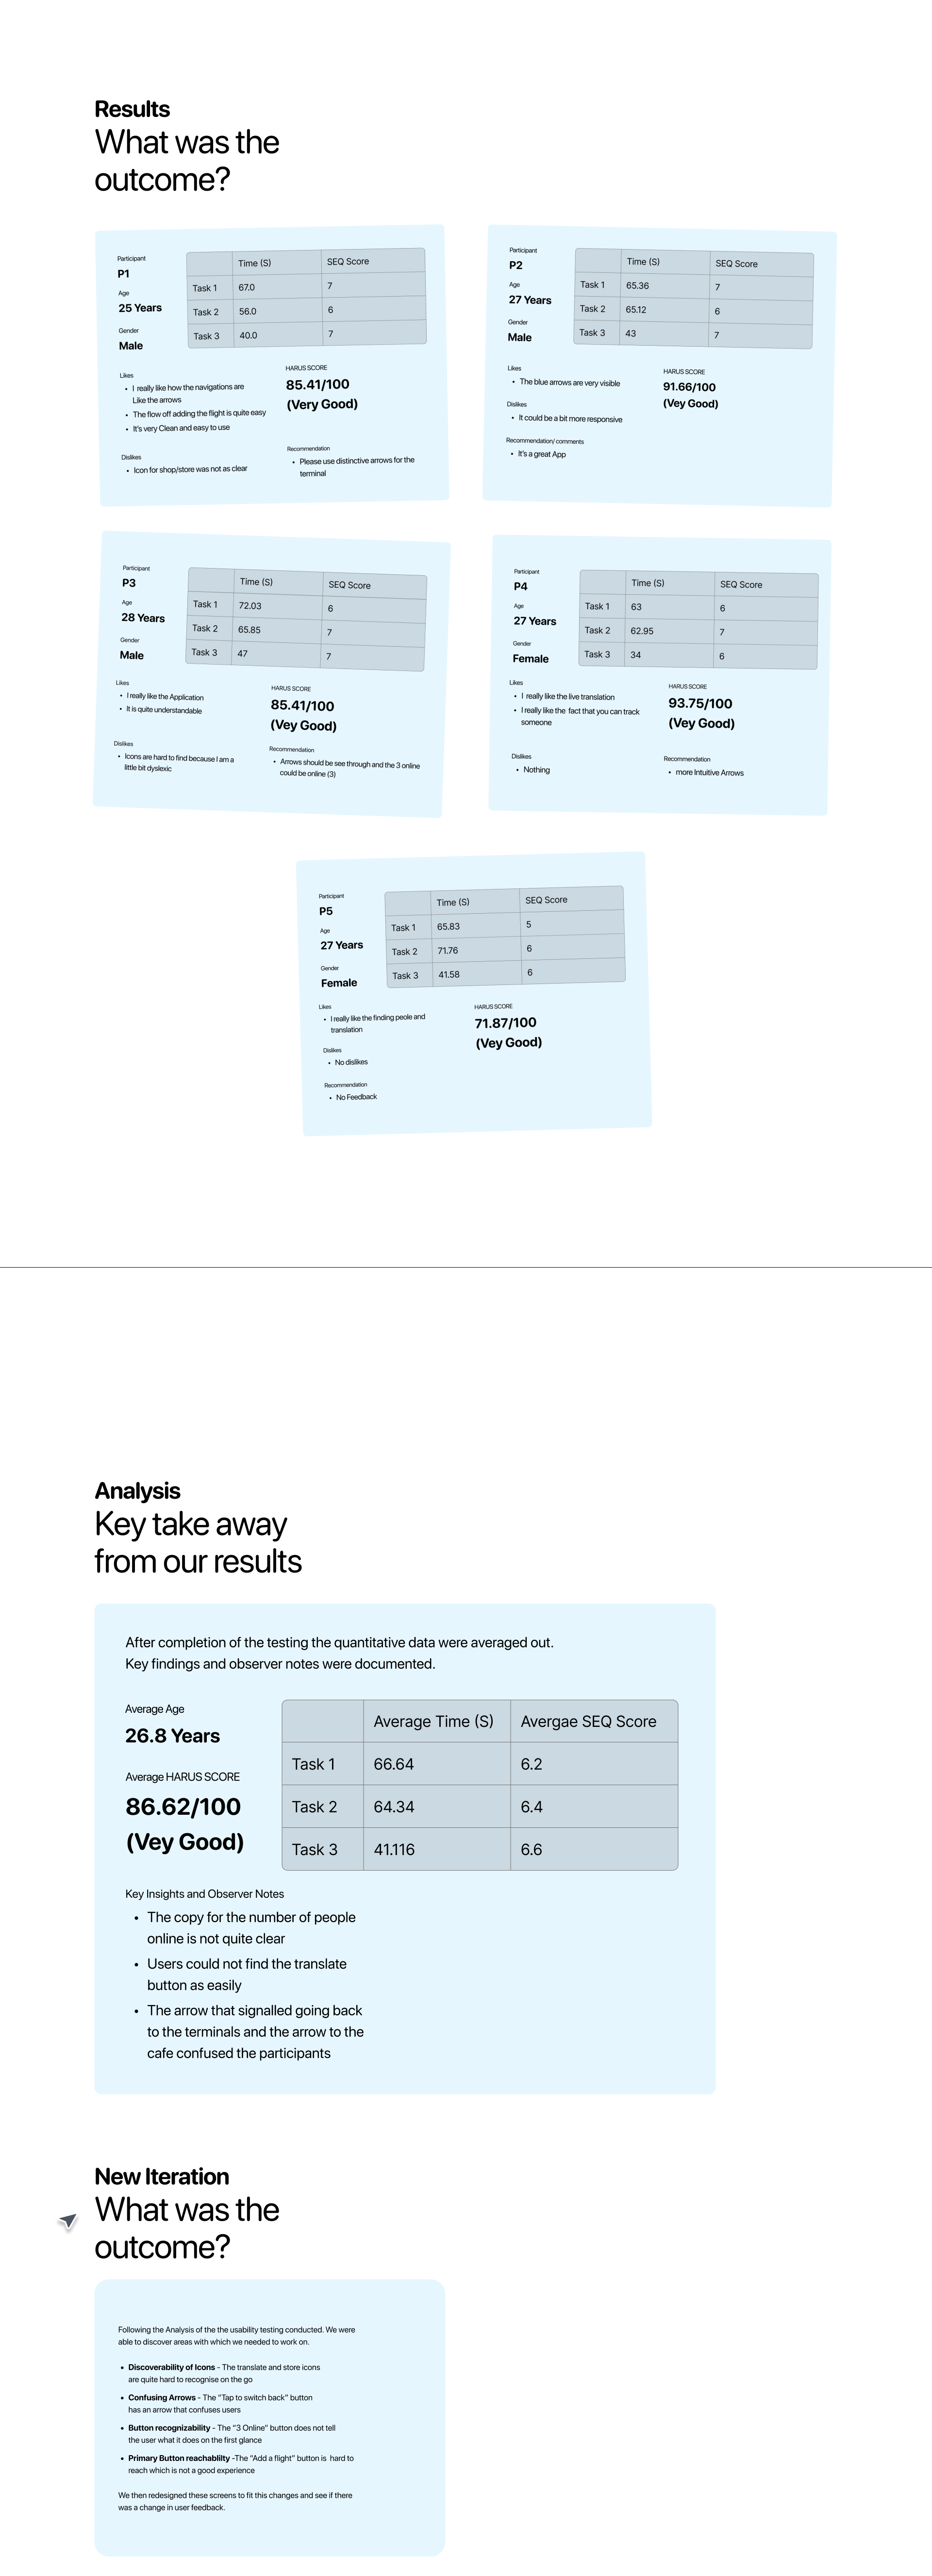 Results
What was the
outcome?
Participant
P1
Age
25 Years
Gender
Male
Time (S) SEQ Score
Task 1 67.0 7
Task 2 56.0 6
Task 3 40.0 7
Likes
• I really like how the navigations are
Like the arrows
• The flow off adding the flight is quite easy
• It's very Clean and easy to use
HARUS SCORE
85.41/100
(Very Good)
Dislikes
• Icon for shop/store was not as clear
Recommendation
• Please use distinctive arrows for the
terminal
Participant
P2
Age
27 Years
Gender
Male
Time (S) SEQ Score
Task 1 65.36 7
Task 2 65.12 6
Task 3 43 7
Likes
• The blue arrows are very visible
HARUS SCORE
91.66/100
(Vey Good)
Dislikes
• It could be a bit more responsive
Recommendation/ comments
• It's a great App
Participant
P3
Age
28 Years
Gender
Male
Time (S) SEQ Score
Task 1 72.03 6
Task 2 65.85 7
Task 3 47 7
Likes
• I really like the Application
• It is quite understandable
HARUS SCORE
85.41/100
(Vey Good)
Dislikes
• Icons are hard to find because I am a
little bit dyslexic
Recommendation
• Arrows should be see through and the 3 online
could be online (3)
Participant
P4
Age
27 Years
Gender
Female
Time (S) SEQ Score
Task 1 63 6
Task 2 62.95 7
Task 3 34 6
Likes
• I really like the live translation
• I really like the fact that you can track
someone
HARUS SCORE
93.75/100
(Vey Good)
Dislikes
• Nothing
Recommendation
• more Intuitive Arrows
Participant
P5
Age
27 Years
Gender
Female
Time (S) SEQ Score
Task 1 65.83 5
Task 2 71.76 6
Task 3 41.58 6
Likes
• I really like the finding peole and
translation
HARUS SCORE
71.87/100
(Vey Good)
Dislikes
• No dislikes
Recommendation
• No Feedback
Analysis
Key take away
from our results
After completion of the testing the quantitative data were averaged out.
Key findings and observer notes were documented.
Average Age
26.8 Years
Average HARUS SCORE
86.62/100
(Vey Good)
Average Time (S) Avergae SEQ Score
Task 1 66.64 6.2
Task 2 64.34 6.4
Task 3 41.116 6.6
Key Insights and Observer Notes
• The copy for the number of people
online is not quite clear
• Users could not find the translate
button as easily
• The arrow that signalled going back
to the terminals and the arrow to the
cafe confused the participants
New Iteration
What was the
outcome?
Following the Analysis of the the usability testing conducted. We were
able to discover areas with which we needed to work on.
• Discoverability of Icons - The translate and store icons
are quite hard to recognise on the go
• Confusing Arrows - The "Tap to switch back" button
has an arrow that confuses users
• Button recognizability - The "3 Online" button does not tell
the user what it does on the first glance
• Primary Button reachablilty -The "Add a flight" button is hard to
reach which is not a good experience
We then redesigned these screens to fit this changes and see if there
was a change in user feedback.